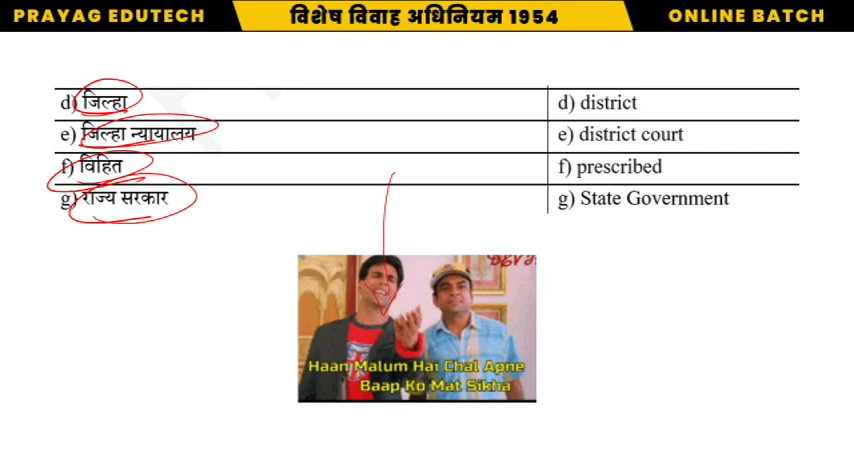 PRAYAG EDUTECH
विशेष विवाह अधिनियम 1954
ONLINE BATCH
d) जिल्हा d) district
e) जिल्हा न्यायालय e) district court
f) विहित f) prescribed
g) राज्य सरकार g) State Government
Haan Malum Hai Chal Apne
Baap Ko Mat Sikha